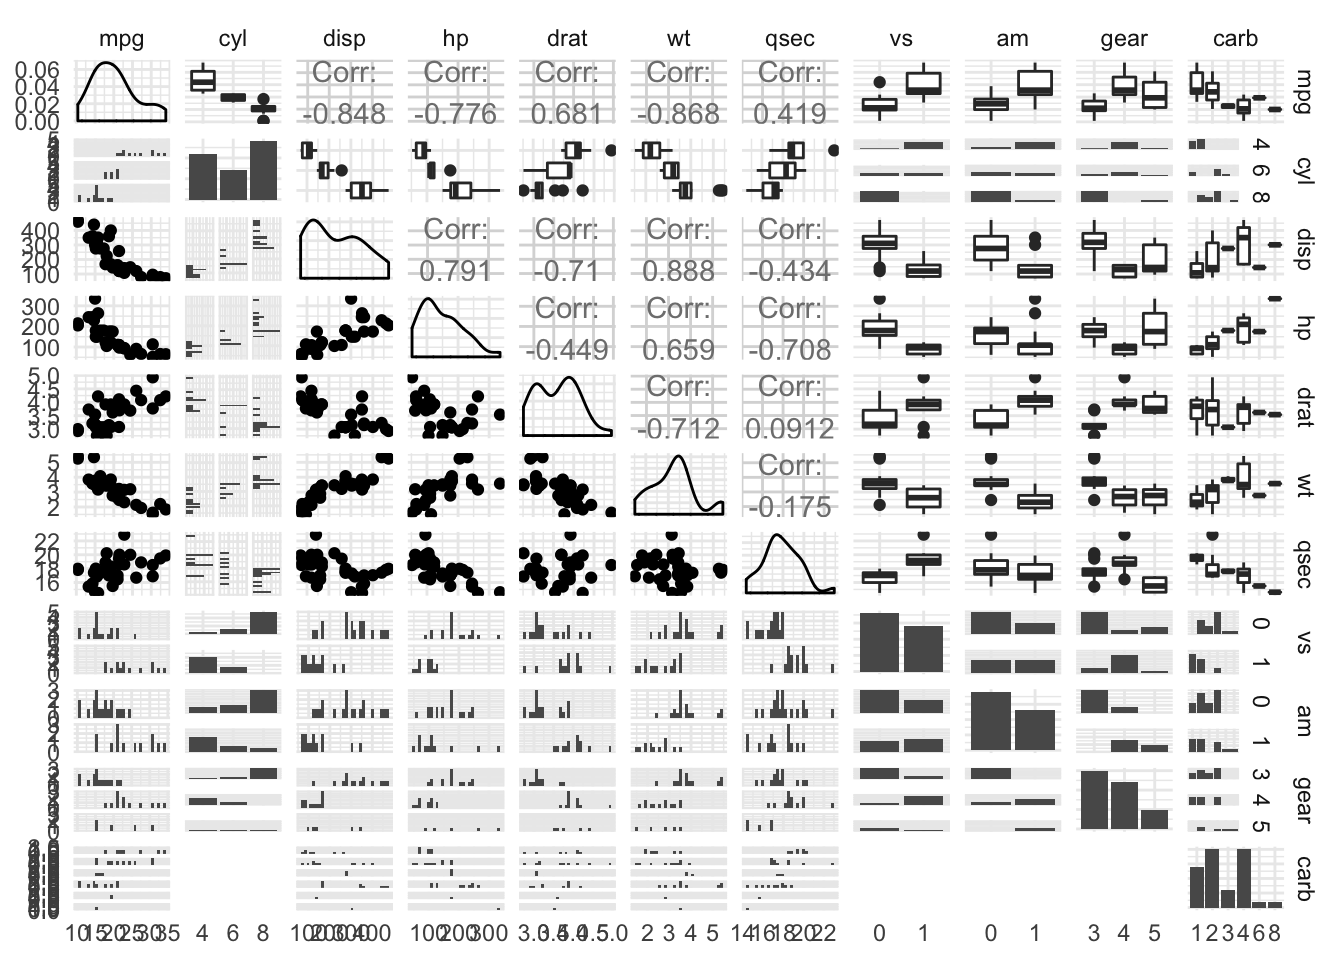 mpg cyl disp hp drat wt qsec vs am gear carb
0.06 Corr: Corr: Corr: Corr: Corr: mpg
0.04
0.02
0.00 -0.848 -0.776 0.681 -0.868 0.419
4
6 cyl
8
400 Corr: Corr: Corr: Corr: disp
300
200
100 0.791 -0.71 0.888 -0.434
300 Corr: Corr: Corr: hp
200
100 -0.449 0.659 -0.708
5.0 Corr: Corr: drat
4.5
4.0
3.5
3.0 -0.712 0.0912
5 Corr: wt
4
3
2 -0.175
22 qsec
20
18
16
0 vs
1
0 am
1
3 gear
4
5
carb
10 15 20 25 30 35 4 6 8 100 200 300 400 100 200 300 3.0 3.5 4.0 4.5 5.0 2 3 4 5 14 16 18 20 22 0 1 0 1 3 4 5 1 2 3 4 6 8